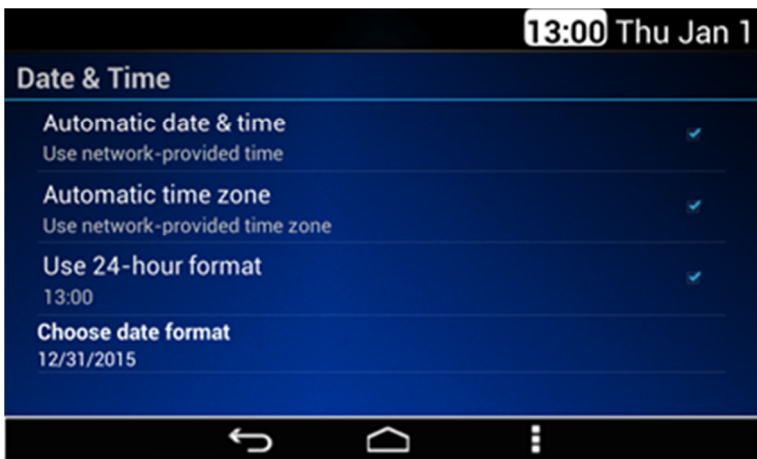 13:00 Thu Jan 1
Date & Time
Automatic date & time
Use network-provided time
Automatic time zone
Use network-provided time zone
Use 24-hour format
13:00
Choose date format
12/31/2015